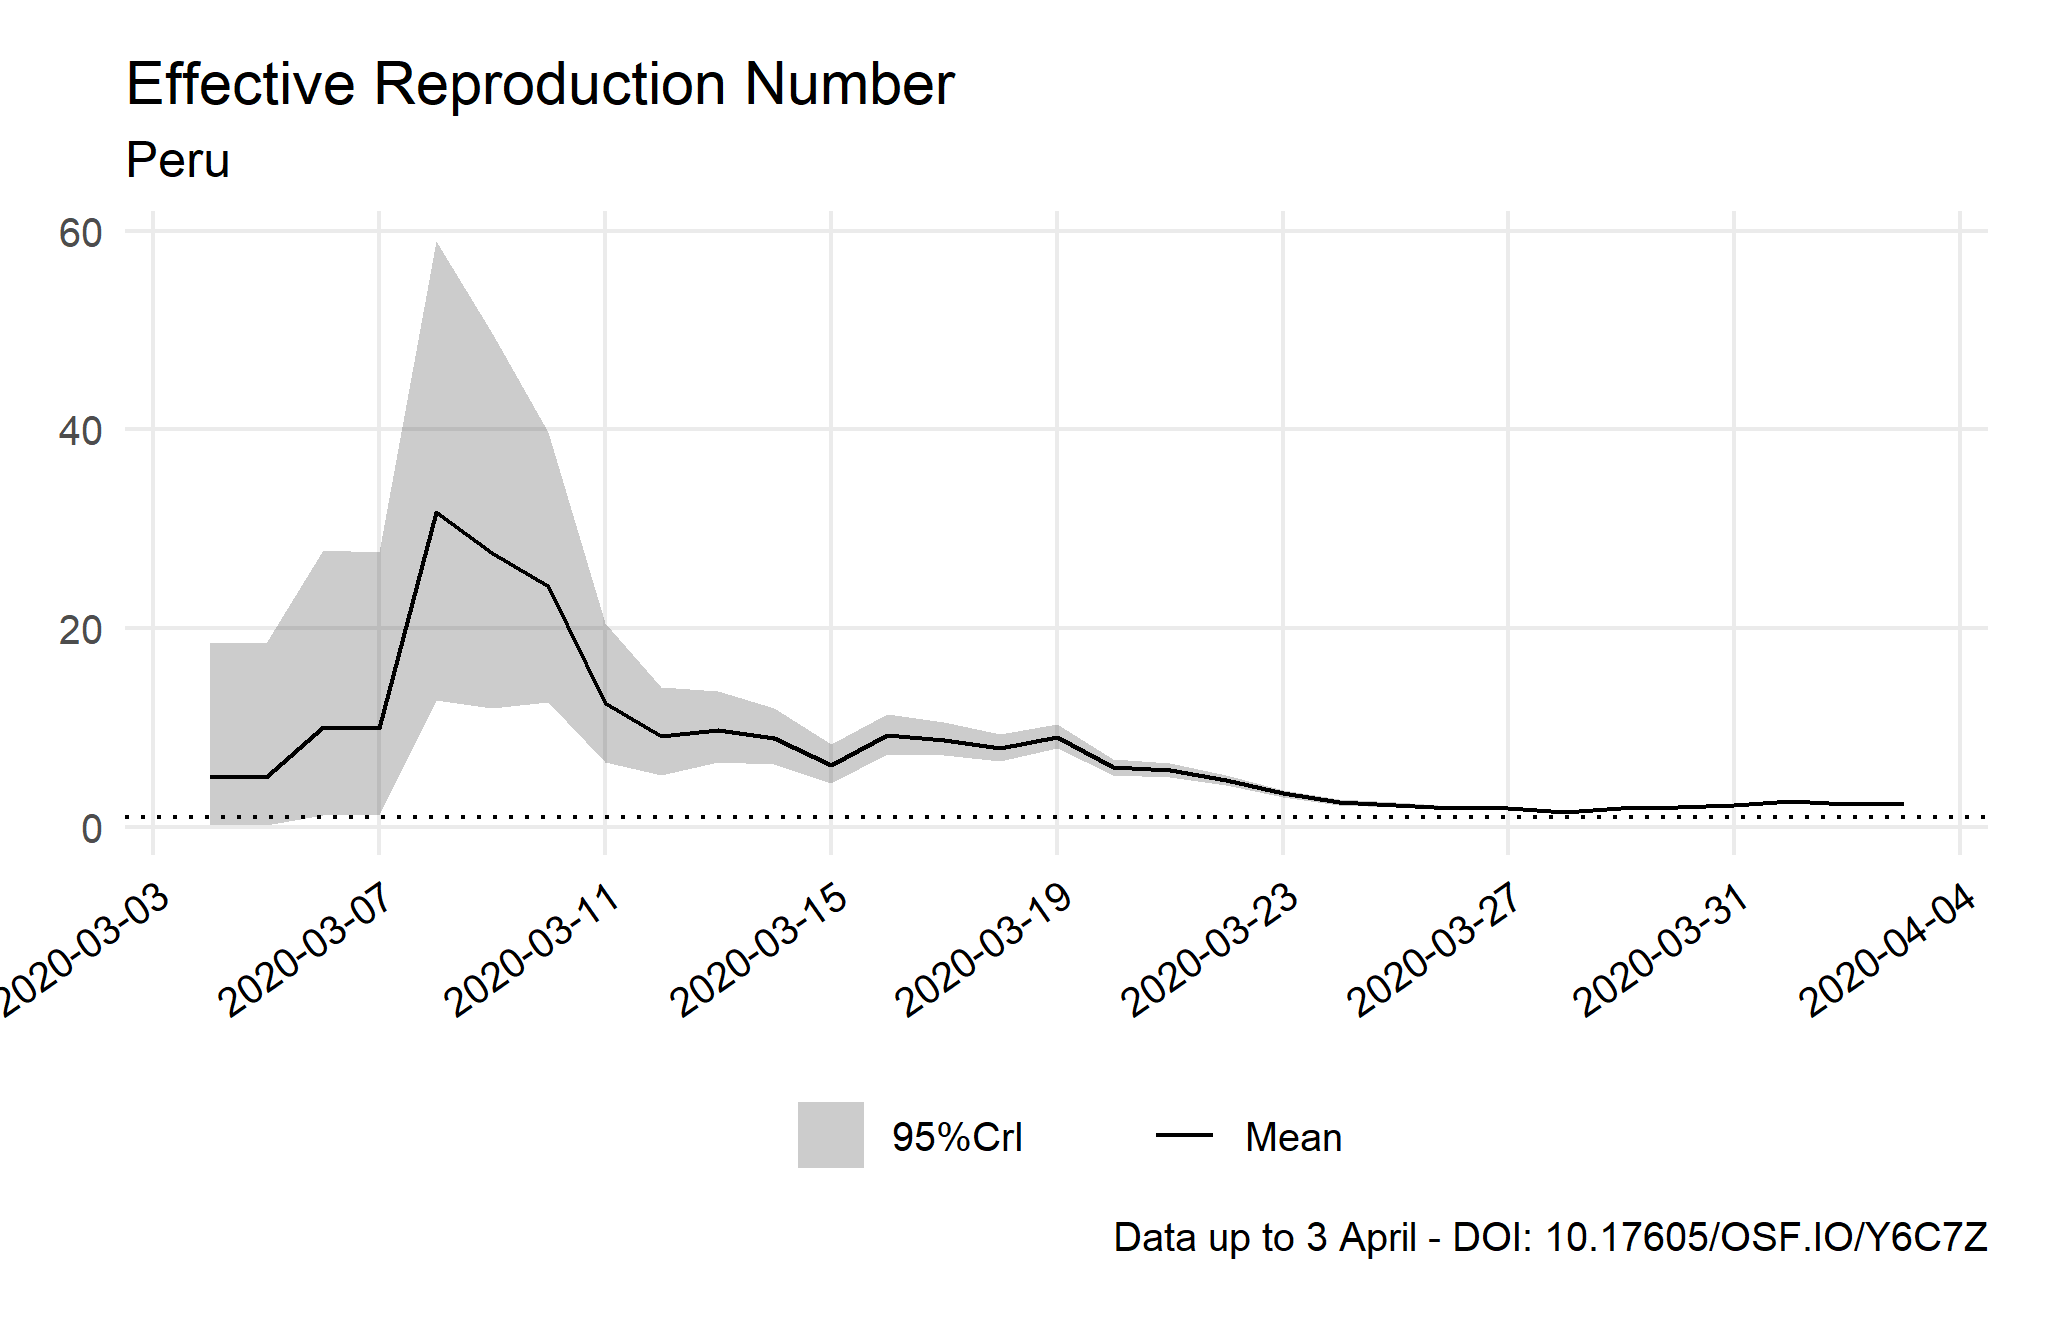 Effective Reproduction Number
Peru
60
40
20
0
2020-03-03
2020-03-07
2020-03-11
2020-03-15
2020-03-19
2020-03-23
2020-03-27
2020-03-31
2020-04-04
95%CrI
Mean
Data up to 3 April - DOI: 10.17605/OSF.IO/Y6C7Z